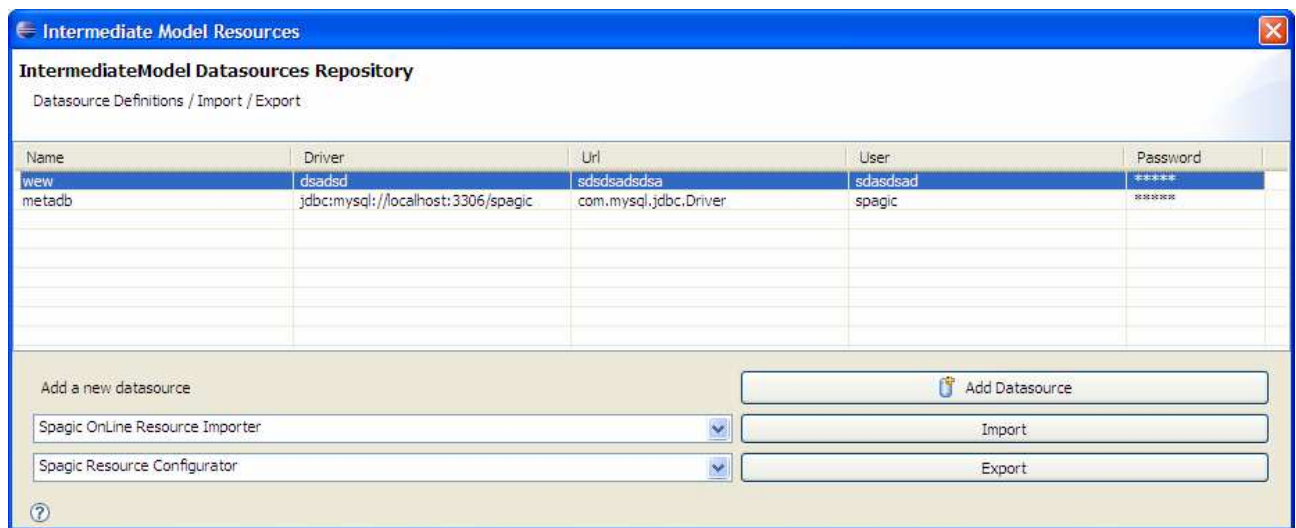 Intermediate Model Resources
IntermediateModel Datasources Repository
Datasource Definitions / Import / Export
Name Driver Url User Password
wew dsadsd sdsdsadsdsa sdasdsad *****
metadb jdbc:mysql://localhost:3306/spagic com.mysql.jdbc.Driver spagic *****
Add a new datasource Add Datasource
Spagic OnLine Resource Importer Import
Spagic Resource Configurator Export
?